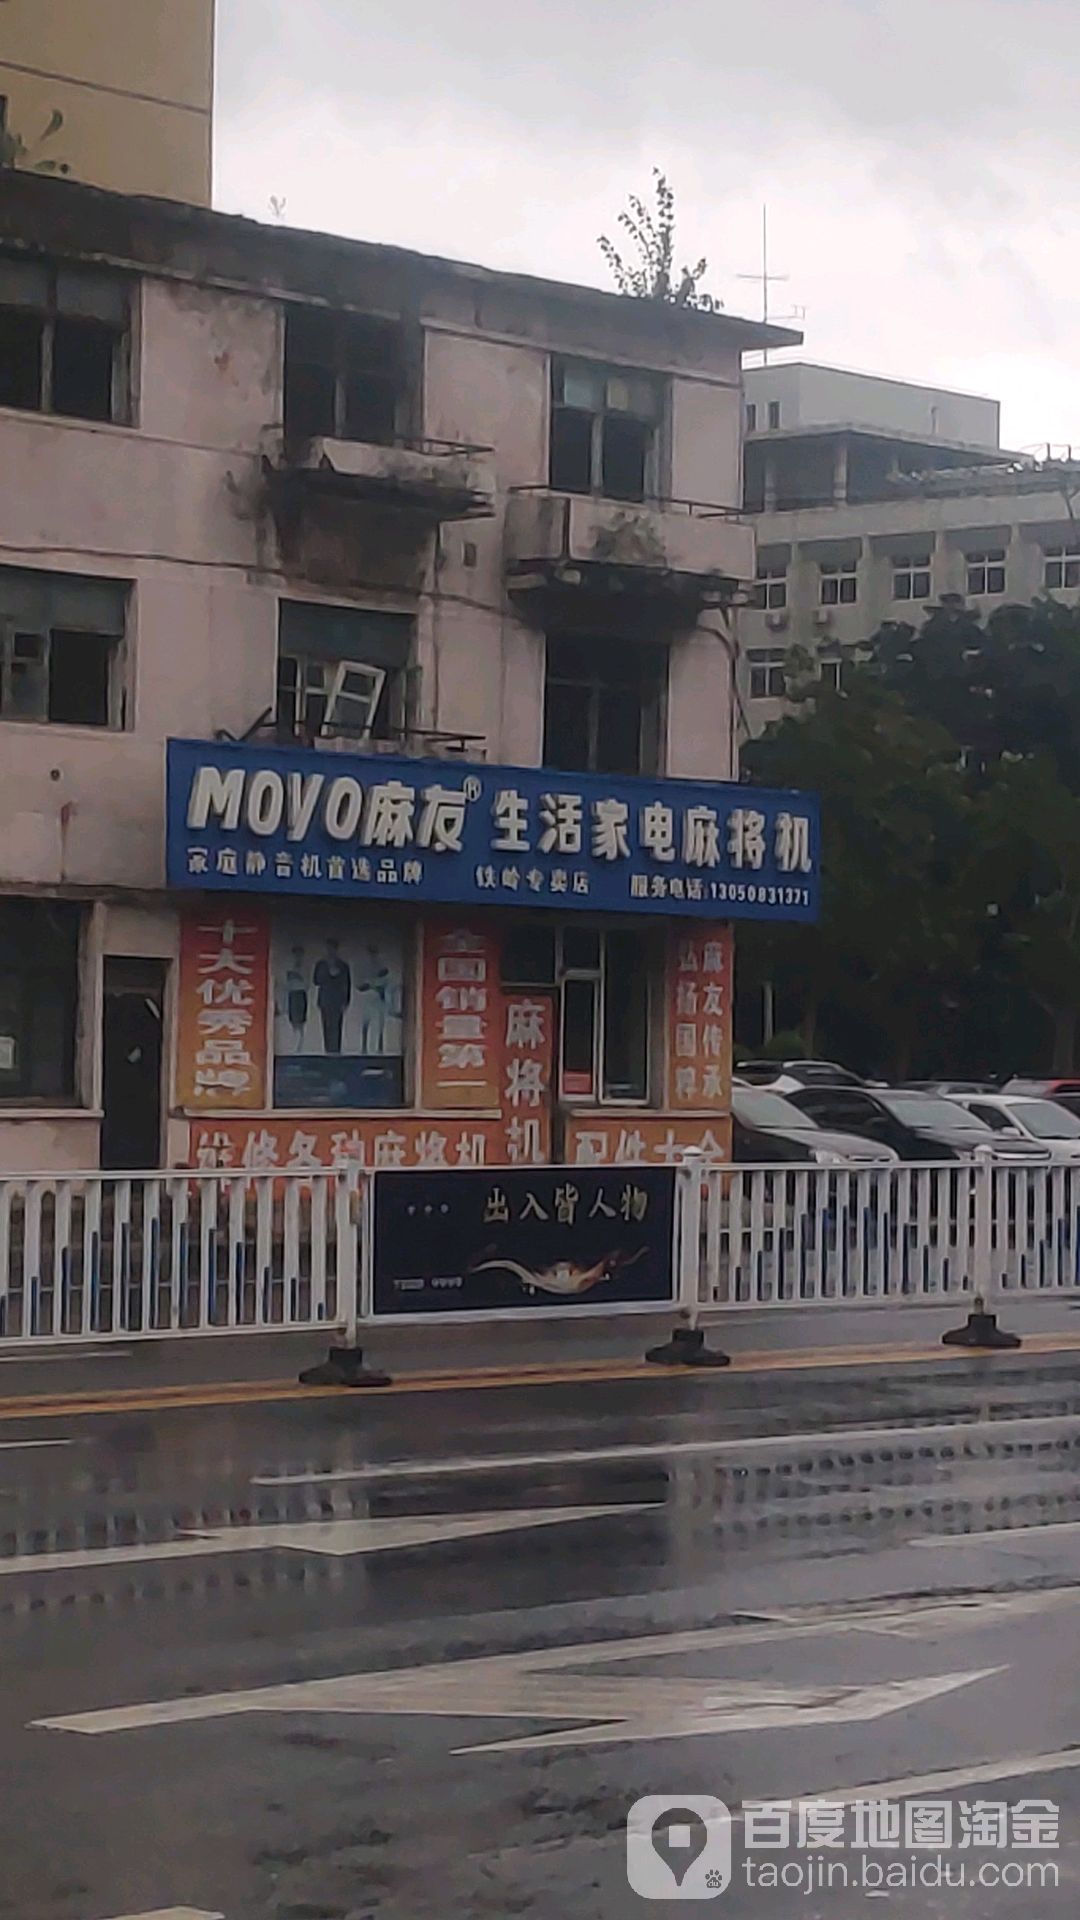 MOYO麻友® 生活家电麻将机
家庭静音机首选品牌 铁岭专卖店 服务电话:13050831371
十大优秀品牌
全国销量第一
麻将机
麻友传承
弘扬国粹
维修各种麻将机
配件大全
出入皆人物
百度地图淘金
taojin.baidu.com